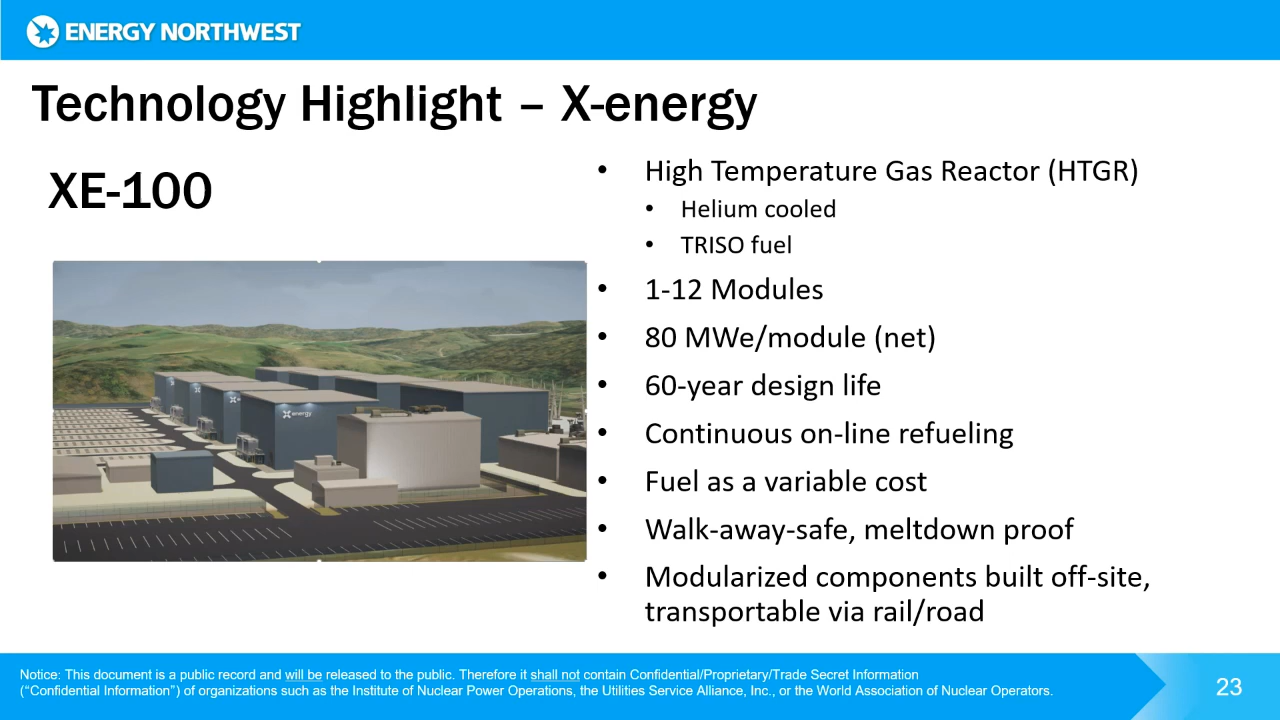 ENERGY NORTHWEST
Technology Highlight – X-energy
XE-100
• High Temperature Gas Reactor (HTGR)
• Helium cooled
• TRISO fuel
• 1-12 Modules
• 80 MWe/module (net)
• 60-year design life
• Continuous on-line refueling
• Fuel as a variable cost
• Walk-away-safe, meltdown proof
• Modularized components built off-site,
transportable via rail/road
X energy
Notice: This document is a public record and will be released to the public. Therefore it shall not contain Confidential/Proprietary/Trade Secret Information
(“Confidential Information”) of organizations such as the Institute of Nuclear Power Operations, the Utilities Service Alliance, Inc., or the World Association of Nuclear Operators.
23